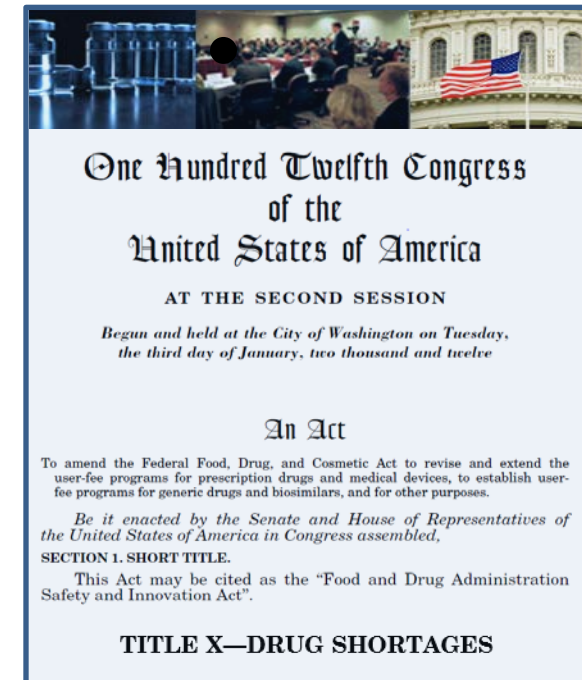 One Hundred Twelfth Congress
of the
United States of America
AT THE SECOND SESSION
Begun and held at the City of Washington on Tuesday,
the third day of January, two thousand and twelve
An Act
To amend the Federal Food, Drug, and Cosmetic Act to revise and extend the
user-fee programs for prescription drugs and medical devices, to establish user-
fee programs for generic drugs and biosimilars, and for other purposes.
Be it enacted by the Senate and House of Representatives of
the United States of America in Congress assembled,
SECTION 1. SHORT TITLE.
This Act may be cited as the “Food and Drug Administration
Safety and Innovation Act”.
TITLE X—DRUG SHORTAGES